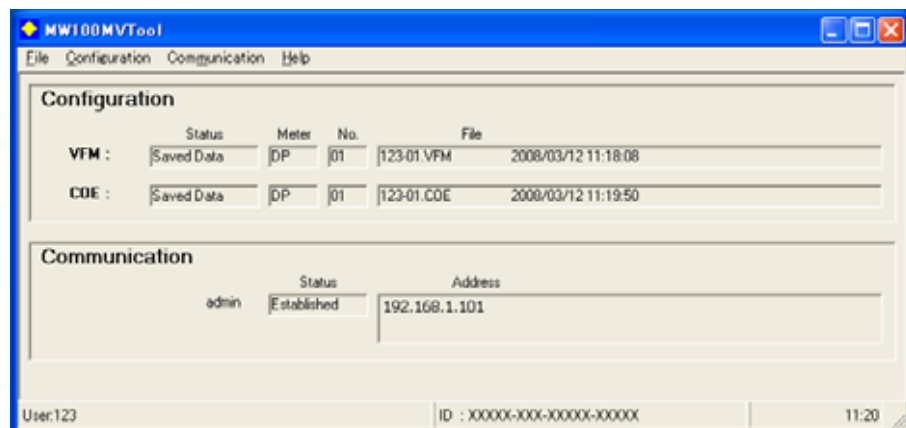 MW100MVTool
File Configuration Communication Help
Configuration
Status Meter No. File
VFM : Saved Data DP 01 123-01.VFM 2008/03/12 11:18:08
COE : Saved Data DP 01 123-01.COE 2008/03/12 11:19:50
Communication
Status Address
admin Established 192.168.1.101
User:123 ID : XXXXX-XXX-XXXXX-XXXXX 11:20